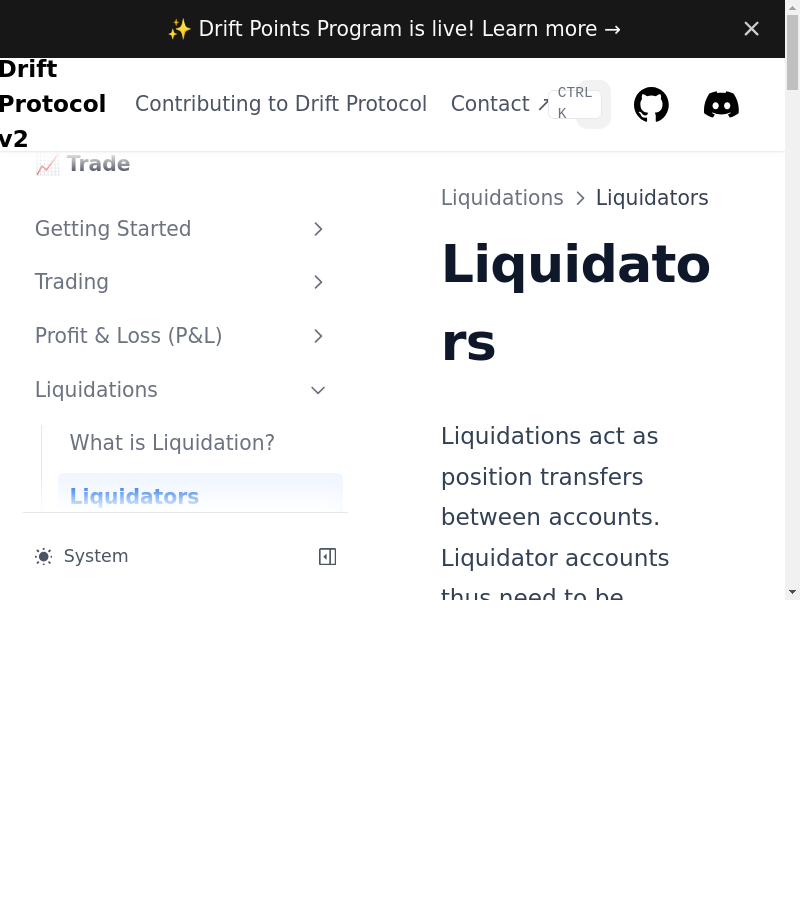 ✨ Drift Points Program is live! Learn more →
Drift
Protocol
v2
Contributing to Drift Protocol
Contact ↗
CTRL
K
📈 Trade
Getting Started
Trading
Profit & Loss (P&L)
Liquidations
What is Liquidation?
Liquidators
System
Liquidations > Liquidators
Liquidato
rs
Liquidations act as
position transfers
between accounts.
Liquidator accounts
thus need to be